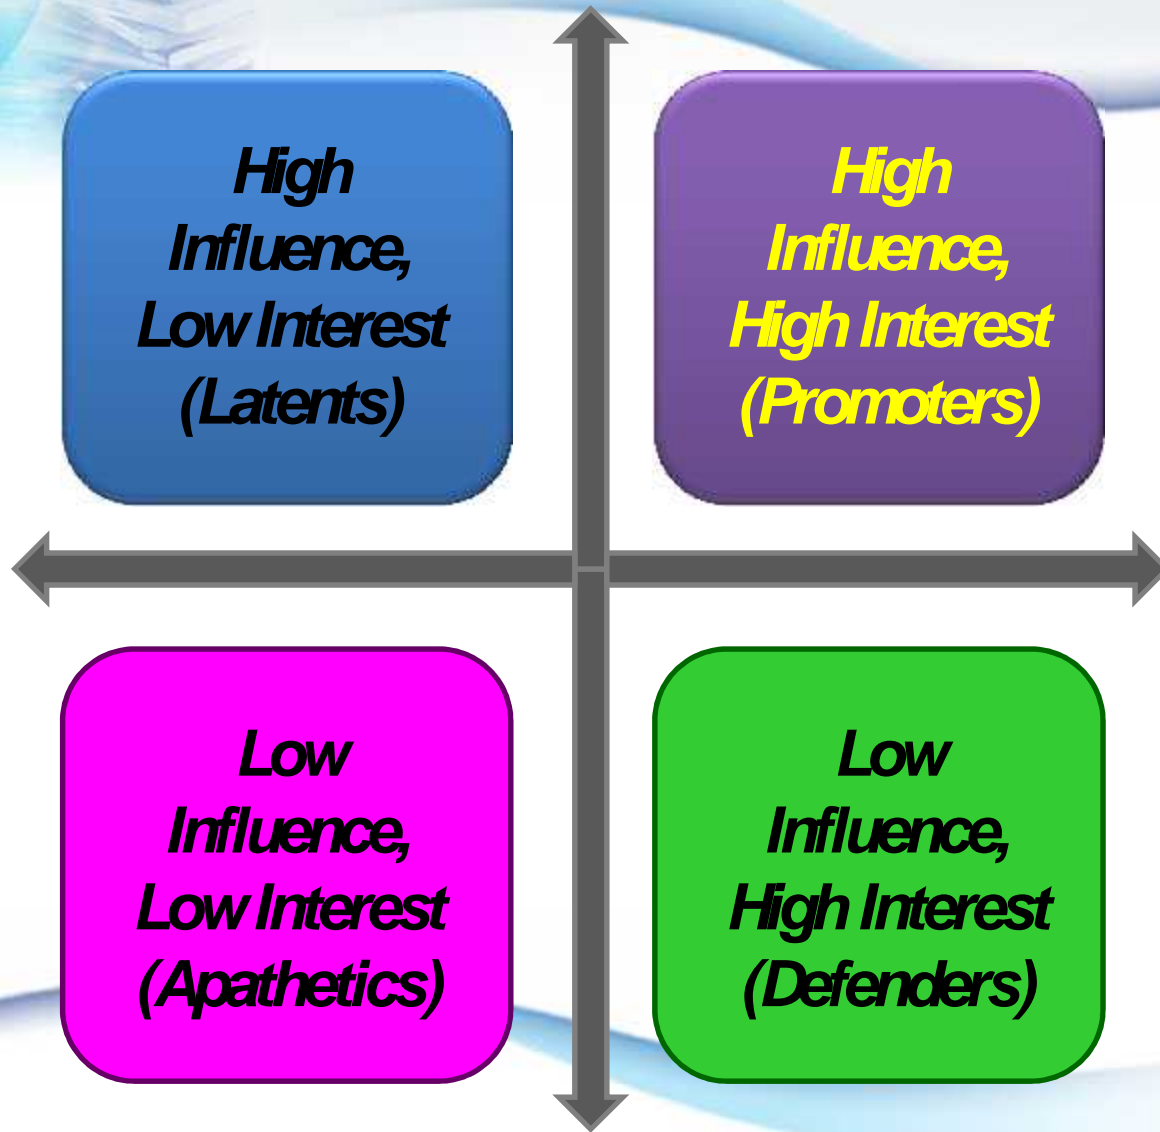 High
Influence,
Low Interest
(Latents)
High
Influence,
High Interest
(Promoters)
Low
Influence,
Low Interest
(Apathetics)
Low
Influence,
High Interest
(Defenders)